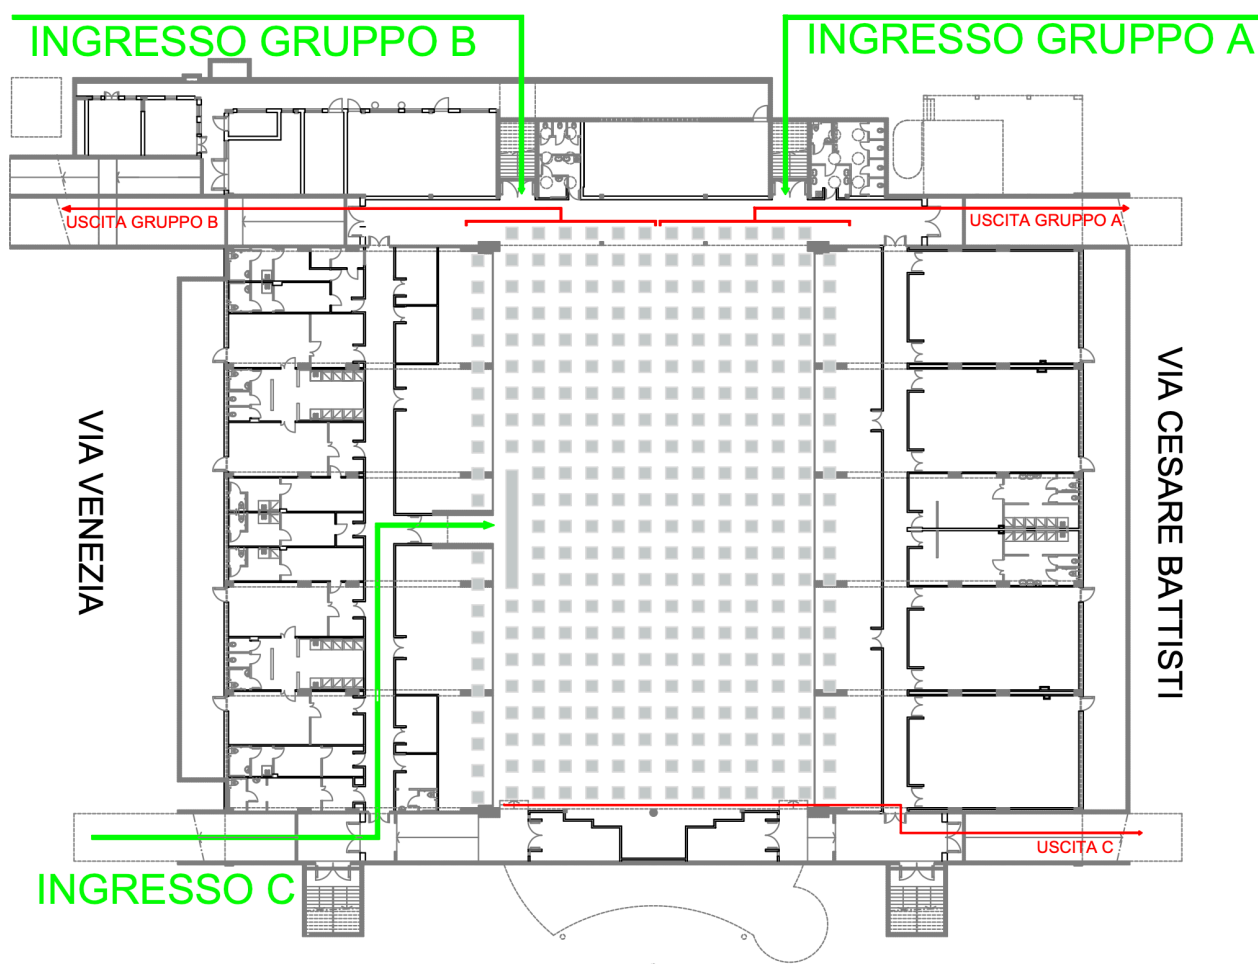 INGRESSO GRUPPO B
INGRESSO GRUPPO A
USCITA GRUPPO B
USCITA GRUPPO A
VIA VENEZIA
VIA CESARE BATTISTI
USCITA C
INGRESSO C